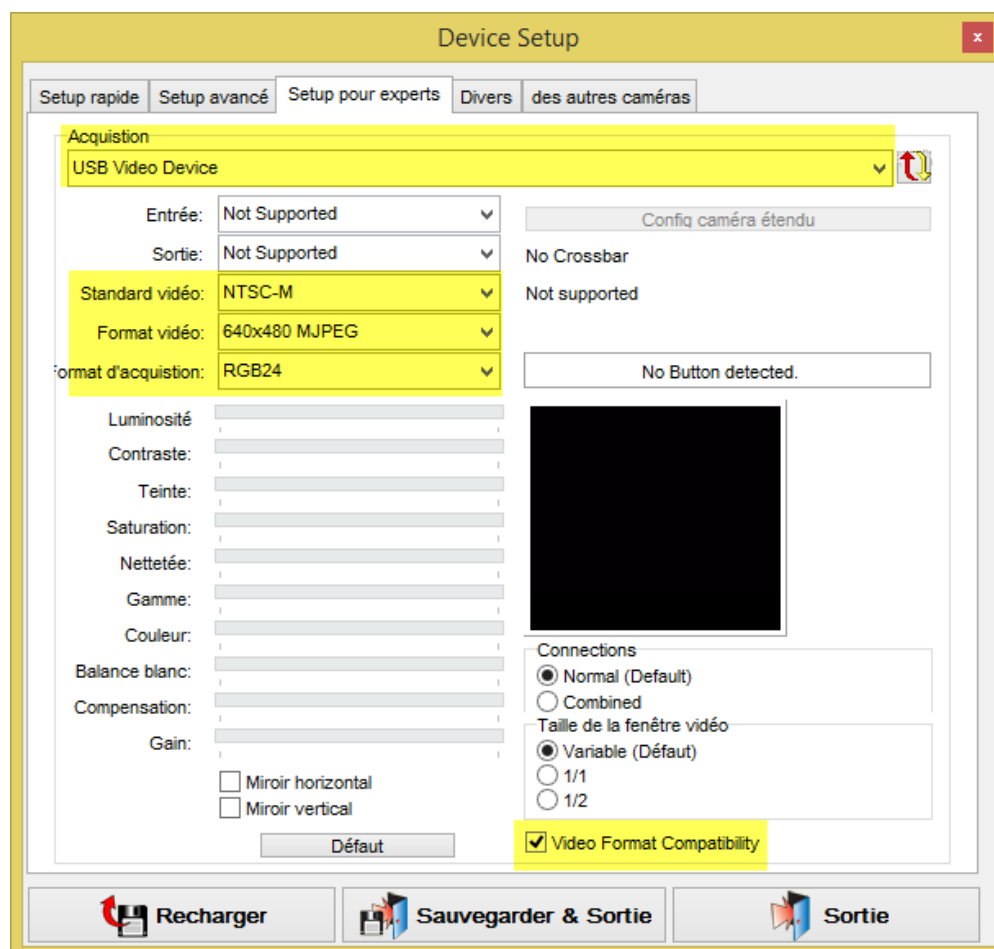 Device Setup
x
Setup rapide Setup avancé Setup pour experts Divers des autres caméras
Acquistion
USB Video Device
Entrée: Not Supported Config caméra étendu
Sortie: Not Supported No Crossbar
Standard vidéo: NTSC-M Not supported
Format vidéo: 640x480 MJPEG
Format d'acquistion: RGB24 No Button detected.
Luminosité
Contraste:
Teinte:
Saturation:
Nettetée:
Gamme:
Couleur:
Balance blanc:
Compensation:
Gain:
Miroir horizontal
Miroir vertical
Défaut
Connections
Normal (Default)
Combined
Taille de la fenêtre vidéo
Variable (Défaut)
1/1
1/2
Video Format Compatibility
Recharger Sauvegarder & Sortie Sortie